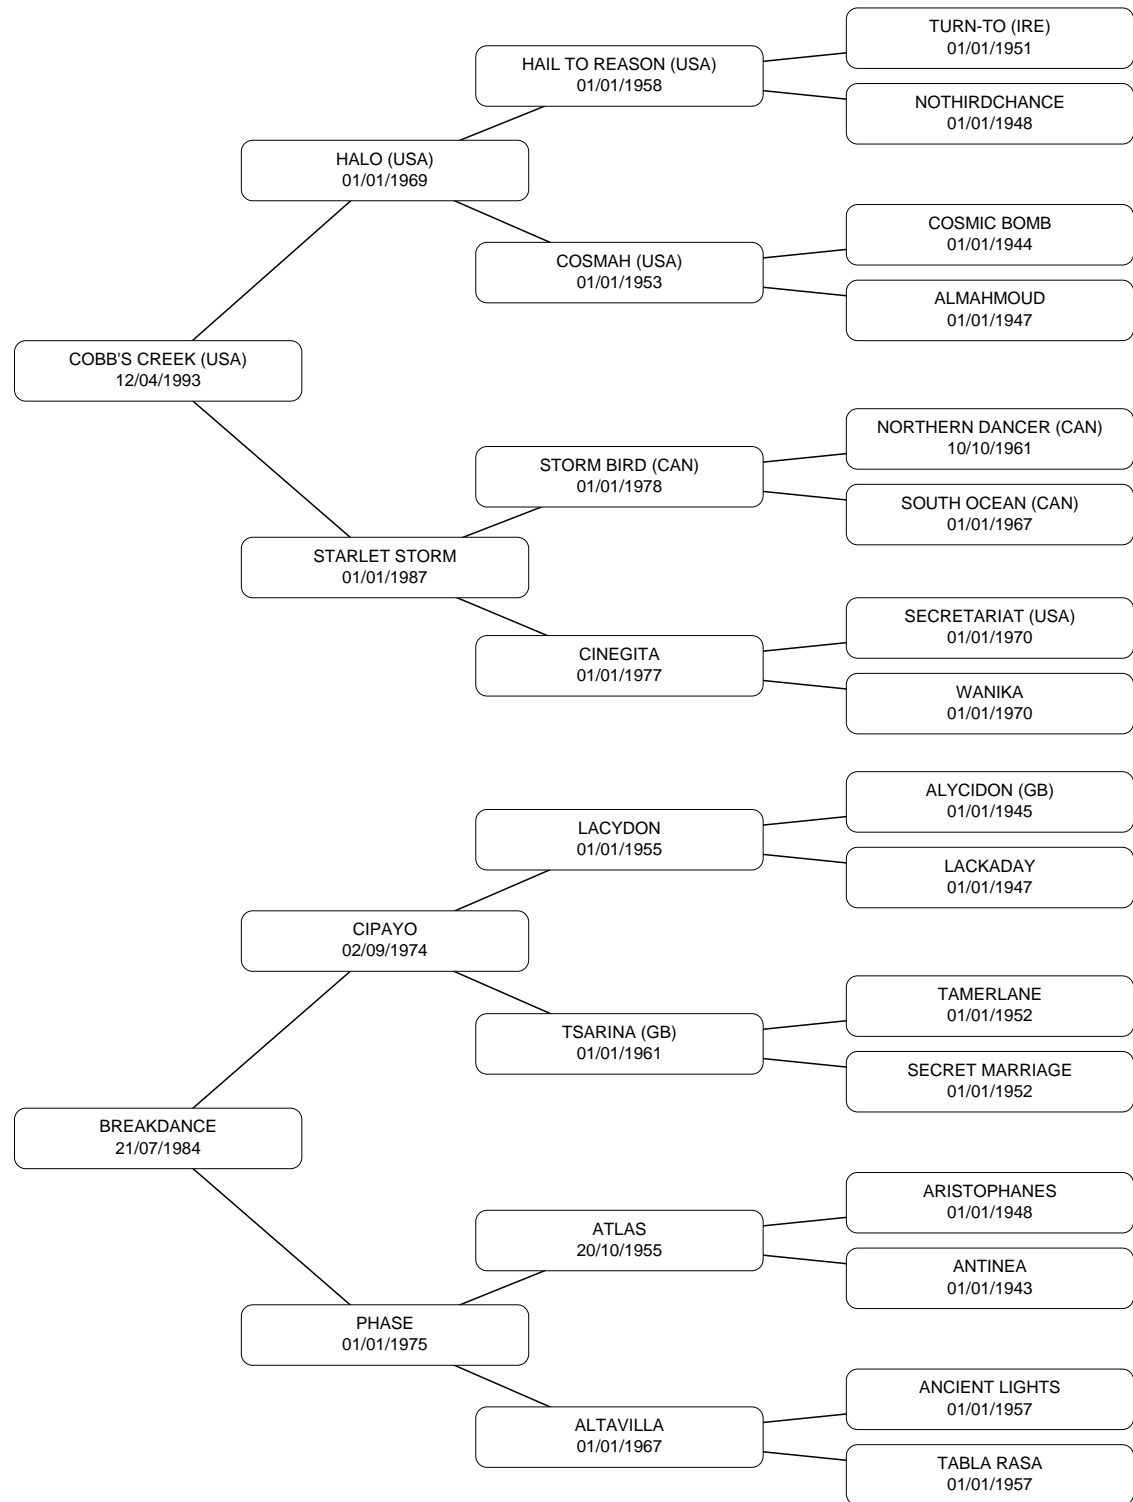 TURN-TO (IRE)
01/01/1951
HAIL TO REASON (USA)
01/01/1958
NOTHIRDCHANCE
01/01/1948
HALO (USA)
01/01/1969
COSMIC BOMB
01/01/1944
COSMAH (USA)
01/01/1953
ALMAHMOUD
01/01/1947
COBB'S CREEK (USA)
12/04/1993
NORTHERN DANCER (CAN)
10/10/1961
STORM BIRD (CAN)
01/01/1978
SOUTH OCEAN (CAN)
01/01/1967
STARLET STORM
01/01/1987
SECRETARIAT (USA)
01/01/1970
CINEGITA
01/01/1977
WANIKA
01/01/1970
ALYCIDON (GB)
01/01/1945
LACYDON
01/01/1955
LACKADAY
01/01/1947
CIPAYO
02/09/1974
TAMERLANE
01/01/1952
TSARINA (GB)
01/01/1961
SECRET MARRIAGE
01/01/1952
BREAKDANCE
21/07/1984
ARISTOPHANES
01/01/1948
ATLAS
20/10/1955
ANTINEA
01/01/1943
PHASE
01/01/1975
ANCIENT LIGHTS
01/01/1957
ALTAVILLA
01/01/1967
TABLA RASA
01/01/1957